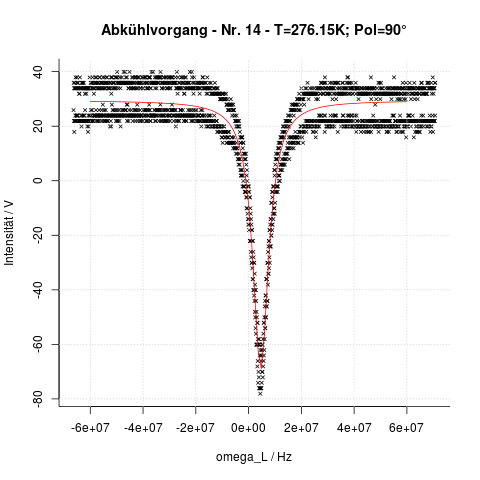 Abkühlvorgang - Nr. 14 - T=276.15K; Pol=90°
Intensität / V
40
20
0
-20
-40
-60
-80
-6e+07 -4e+07 -2e+07 0e+00 2e+07 4e+07 6e+07
omega_L / Hz